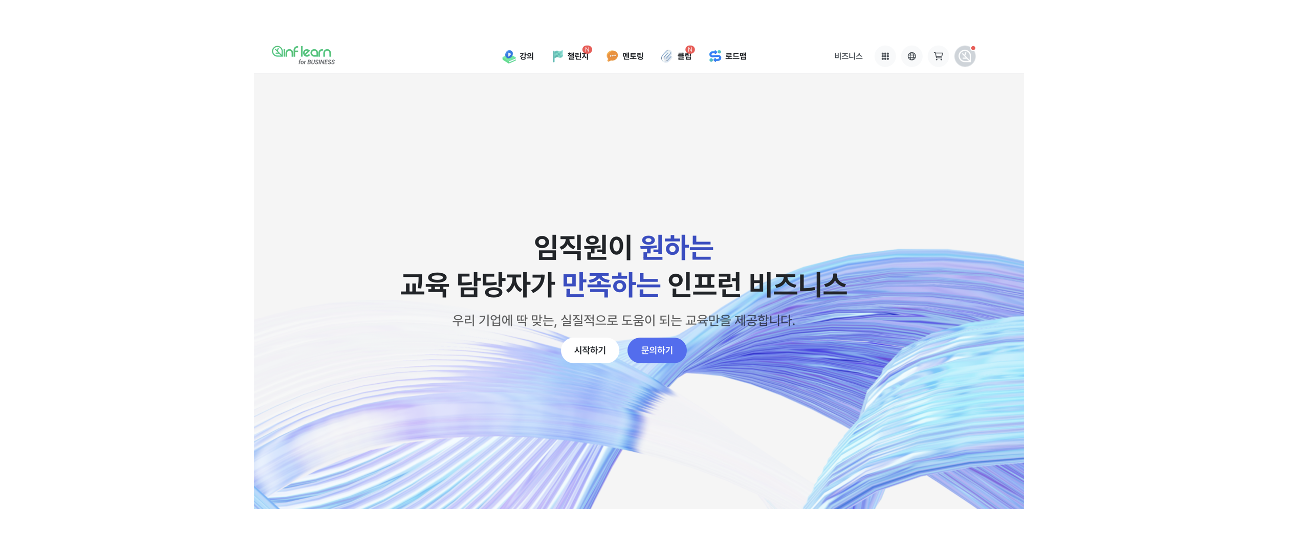 inflearn
for BUSINESS
강의 챌린지 N 멘토링 클립 N 로드맵
비즈니스
임직원이 원하는
교육 담당자가 만족하는 인프런 비즈니스
우리 기업에 딱 맞는, 실질적으로 도움이 되는 교육만을 제공합니다.
시작하기 문의하기